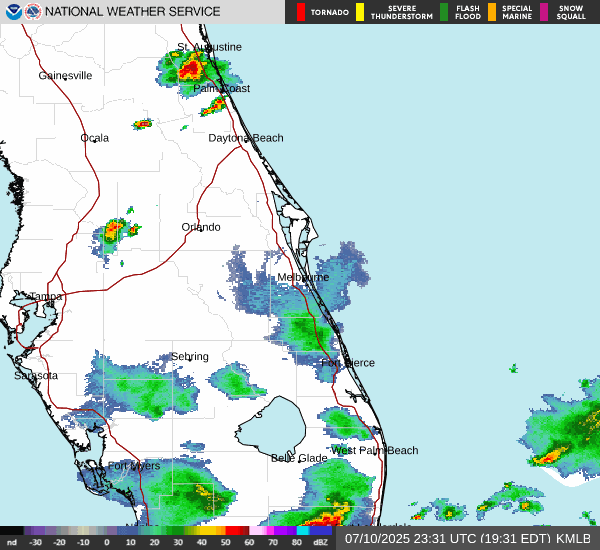 NATIONAL WEATHER SERVICE
TORNADO
SEVERE
THUNDERSTORM
FLASH
FLOOD
SPECIAL
MARINE
SNOW
SQUALL
St. Augustine
Gainesville
Palm Coast
Ocala
Daytona Beach
Orlando
Melbourne
Tampa
Sebring
Fort Pierce
Sarasota
West Palm Beach
Belle Glade
Fort Myers
nd -30 -20 -10 0 10 20 30 40 50 60 70 80 dBZ
07/10/2025 23:31 UTC (19:31 EDT) KMLB